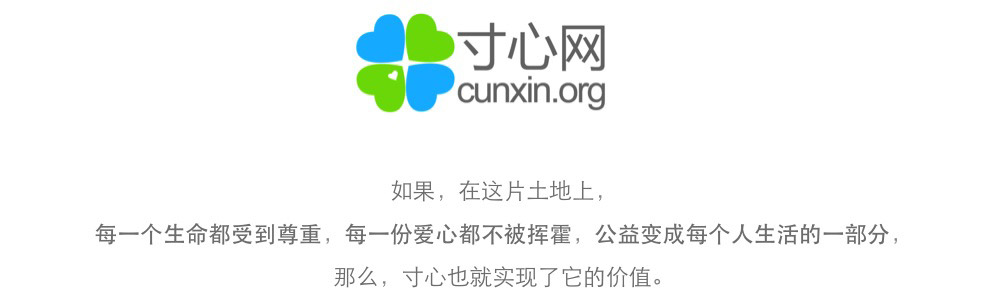 寸心网
cunxin.org
如果，在这片土地上，
每一个生命都受到尊重，每一份爱心都不被挥霍，公益变成每个人生活的一部分，
那么，寸心也就实现了它的价值。